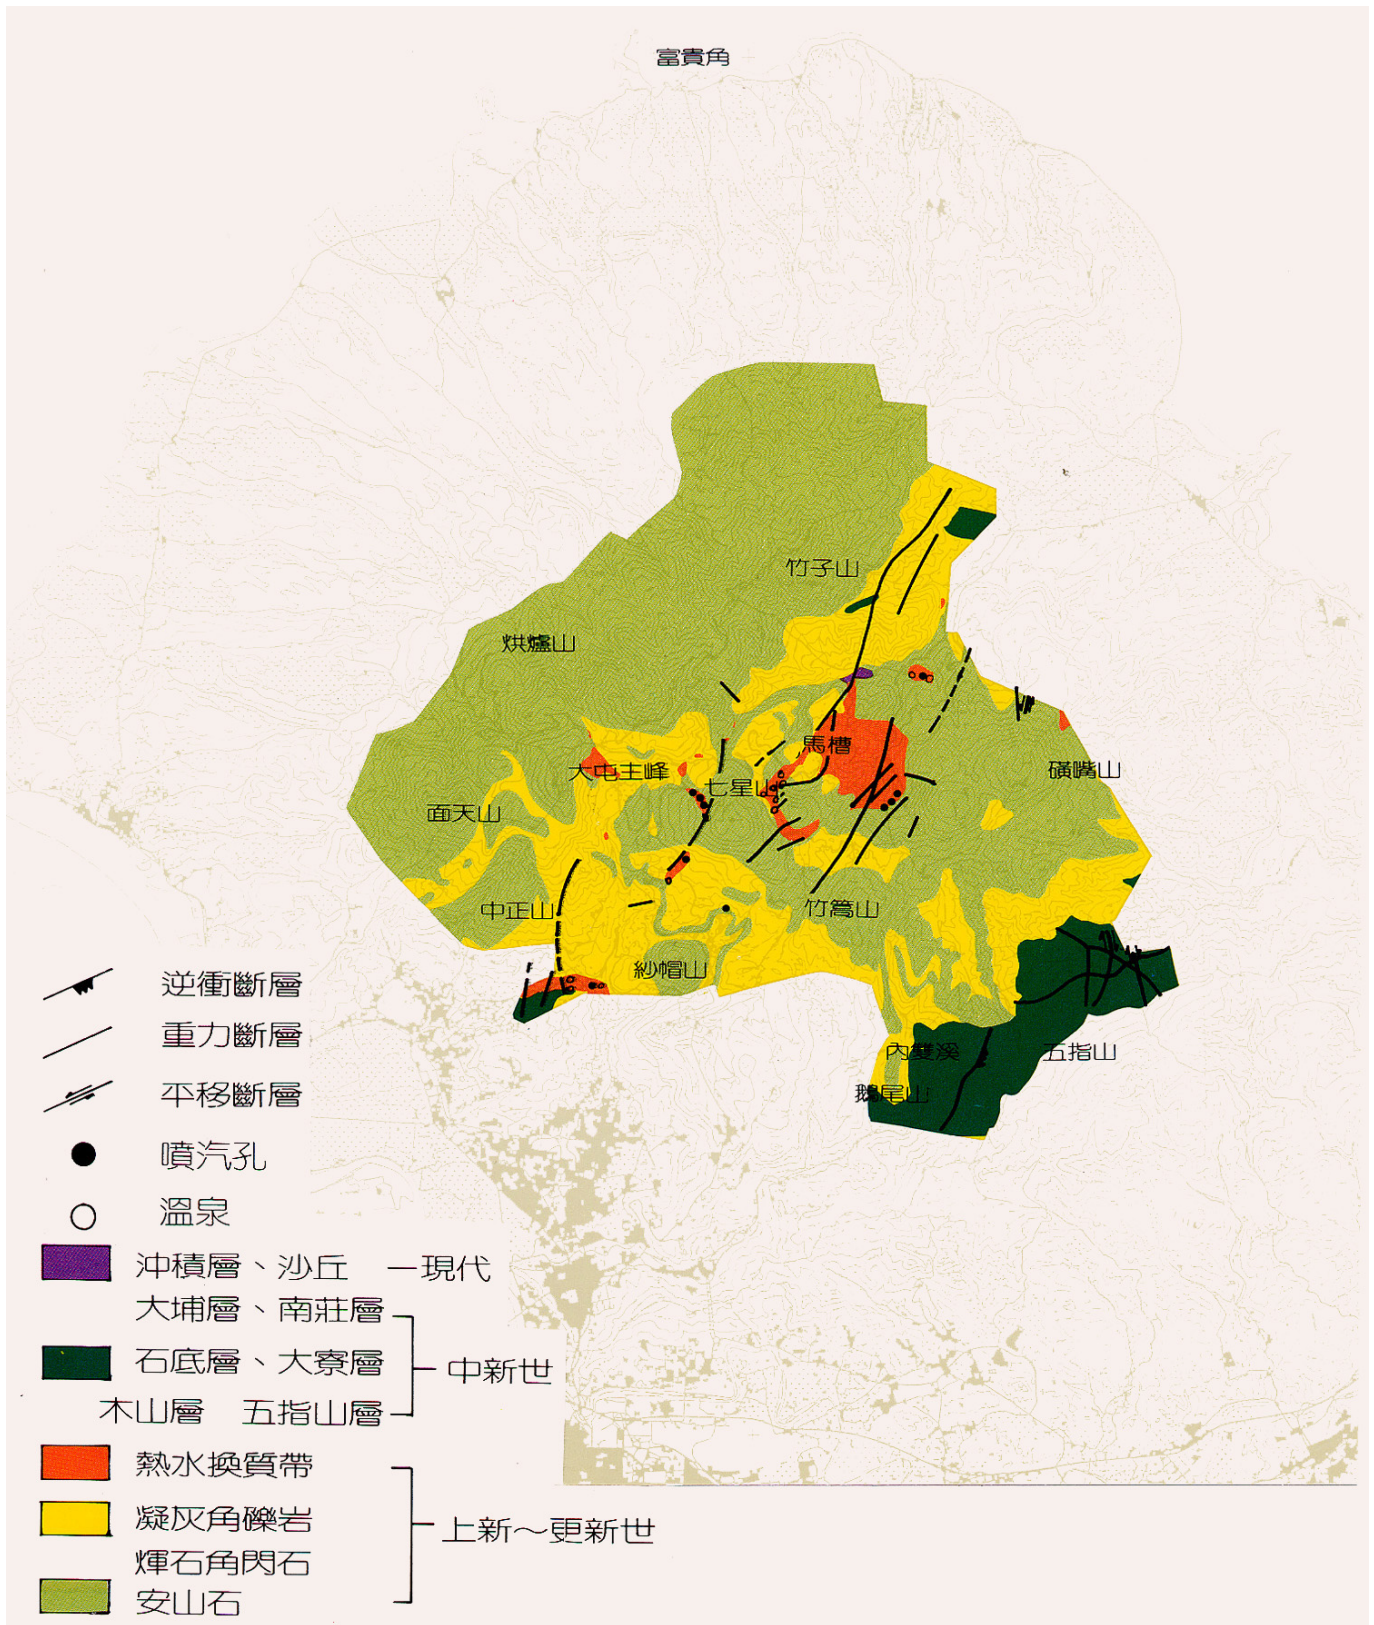 富貴角
竹子山
烘爐山
馬槽
大屯主峰
七星山
磺嘴山
面天山
中正山
竹篙山
紗帽山
內雙溪
五指山
鵝尾山
逆衝斷層
重力斷層
平移斷層
噴汽孔
溫泉
沖積層、沙丘 —現代
大埔層、南莊層
石底層、大寮層
中新世
木山層 五指山層
熱水換質帶
凝灰角礫岩
上新~更新世
輝石角閃石
安山石